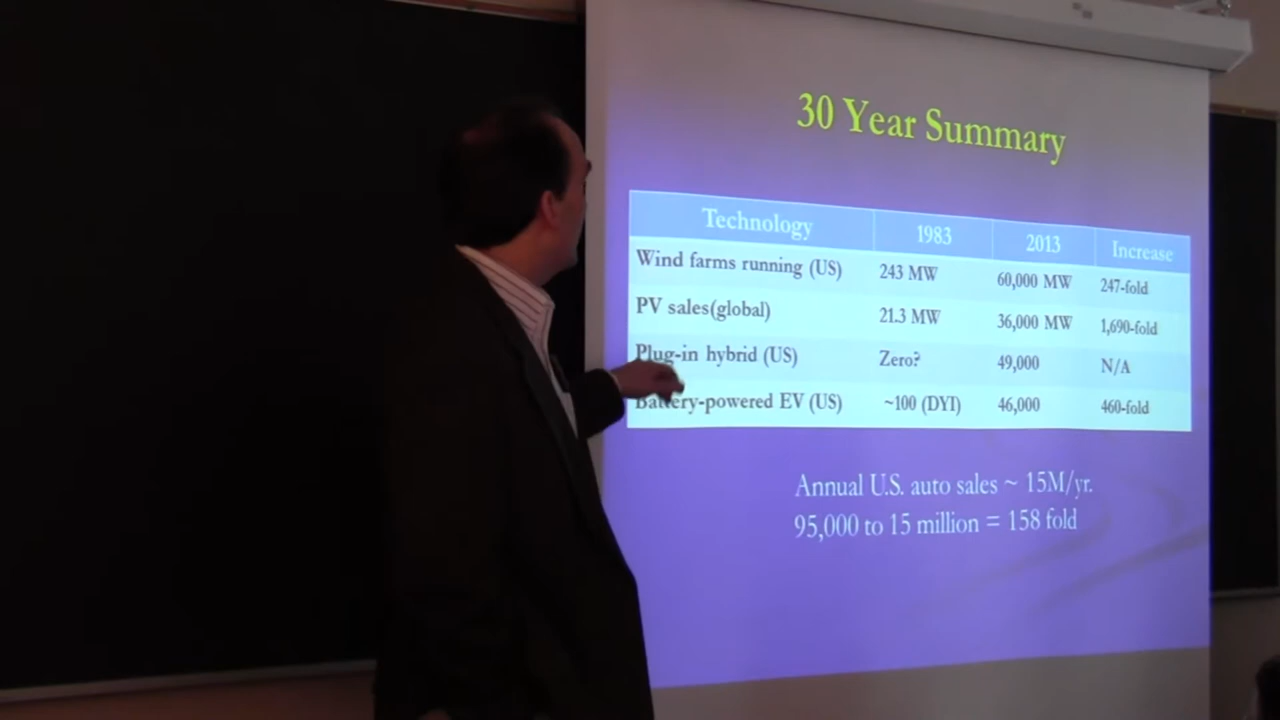 30 Year Summary
Technology 1983 2013 Increase
Wind farms running (US) 243 MW 60,000 MW 247-fold
PV sales(global) 21.3 MW 36,000 MW 1,690-fold
Plug-in hybrid (US) Zero? 49,000 N/A
Battery-powered EV (US) ~100 (DYI) 46,000 460-fold
Annual U.S. auto sales ~ 15M/yr.
95,000 to 15 million = 158 fold